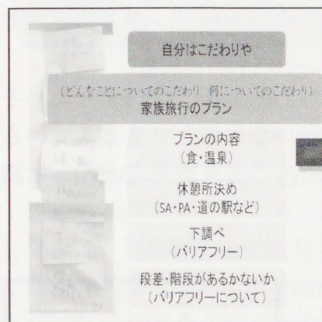 自分はこだわりや
(どんなことについてのこだわり 何についてのこだわり)
家族旅行のプラン
プランの内容
(食・温泉)
休憩所決め
(SA・PA・道の駅など)
下調べ
(バリアフリー)
段差・階段があるかないか
(バリアフリーについて)